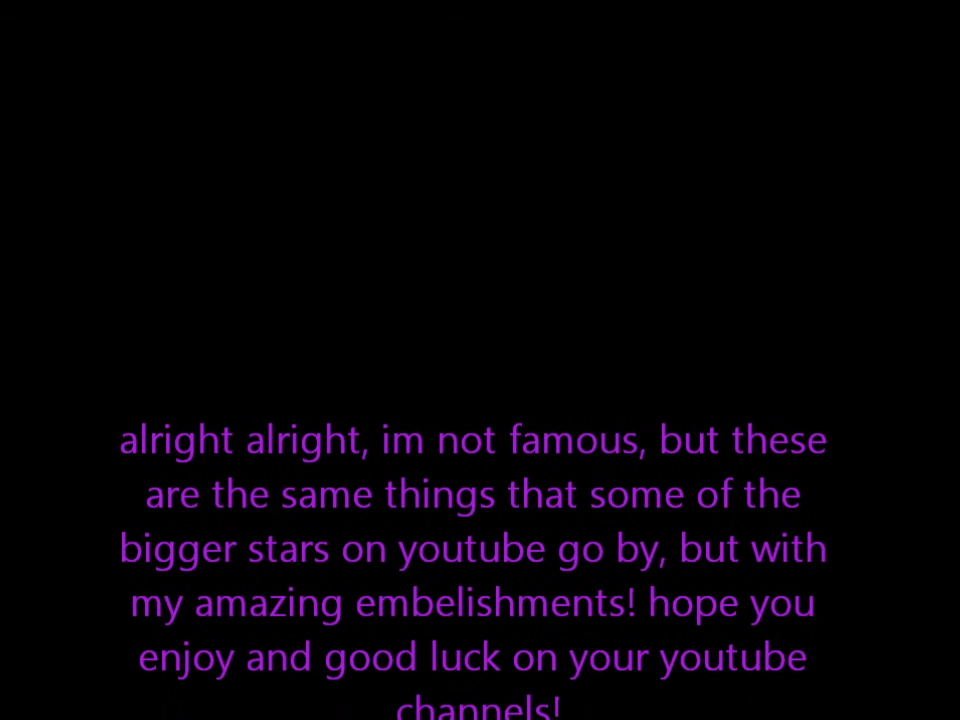 alright alright, im not famous, but these
are the same things that some of the
bigger stars on youtube go by, but with
my amazing embelishments! hope you
enjoy and good luck on your youtube
channels!